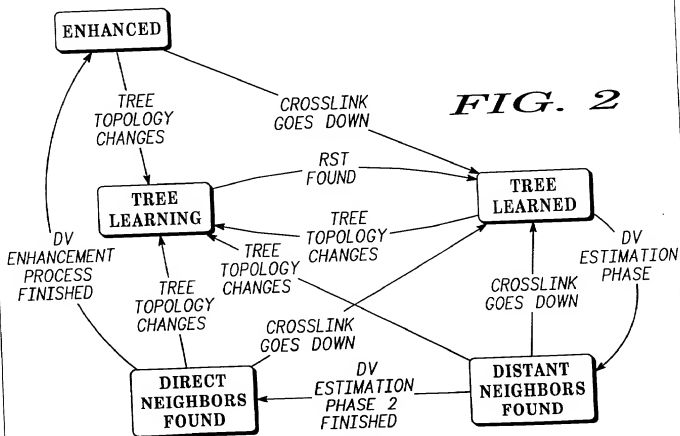 ENHANCED
FIG. 2
TREE
TOPOLOGY
CHANGES
CROSSLINK
GOES DOWN
RST
FOUND
TREE
LEARNING
TREE
LEARNED
TREE
TOPOLOGY
CHANGES
DV
ENHANCEMENT
PROCESS
FINISHED
TREE
TOPOLOGY
CHANGES
TREE
TOPOLOGY
CHANGES
DV
ESTIMATION
PHASE
CROSSLINK
GOES DOWN
CROSSLINK
GOES DOWN
DIRECT
NEIGHBORS
FOUND
DV
ESTIMATION
PHASE 2
FINISHED
DISTANT
NEIGHBORS
FOUND